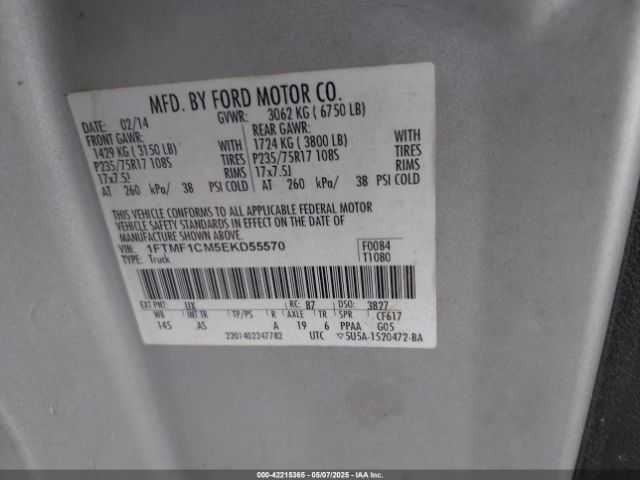 MFD. BY FORD MOTOR CO.
DATE: 02/14 GVWR: 3062 KG ( 6750 LB)
FRONT GAWR: REAR GAWR:
1429 KG ( 3150 LB) WITH 1724 KG ( 3800 LB) WITH
P235/75R17 108S TIRES P235/75R17 108S TIRES
17x7.5J RIMS 17x7.5J RIMS
AT 260 kPa/ 38 PSI COLD AT 260 kPa/ 38 PSI COLD
THIS VEHICLE CONFORMS TO ALL APPLICABLE FEDERAL MOTOR
VEHICLE SAFETY STANDARDS IN EFFECT ON THE DATE OF
MANUFACTURE SHOWN ABOVE.
VIN: 1FTMF1CM5EKD55570 F0084
TYPE: Truck T1080
EXT PNT: UX RC: 87 DSO: 3827
WB INT TR TP/PS R AXLE TR SPR CF617
145 AS A 19 6 PPAA G05
2201402247782 UTC 5U5A-1520472-BA
000-42215365 | 05/07/2025 | IAAI.COM